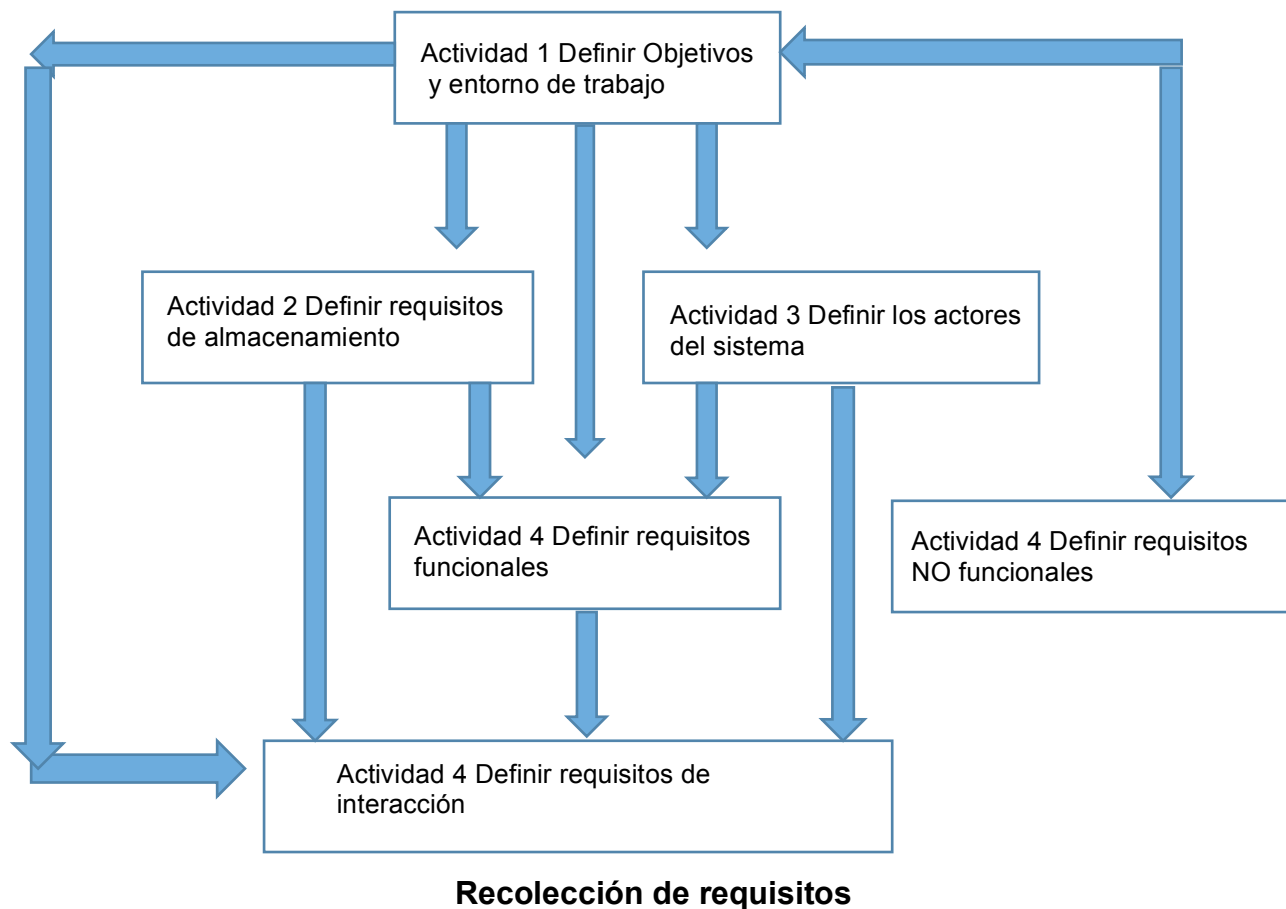 Actividad 1 Definir Objetivos
y entorno de trabajo
Actividad 2 Definir requisitos
de almacenamiento
Actividad 3 Definir los actores
del sistema
Actividad 4 Definir requisitos
funcionales
Actividad 4 Definir requisitos
NO funcionales
Actividad 4 Definir requisitos de
interacción
Recolección de requisitos